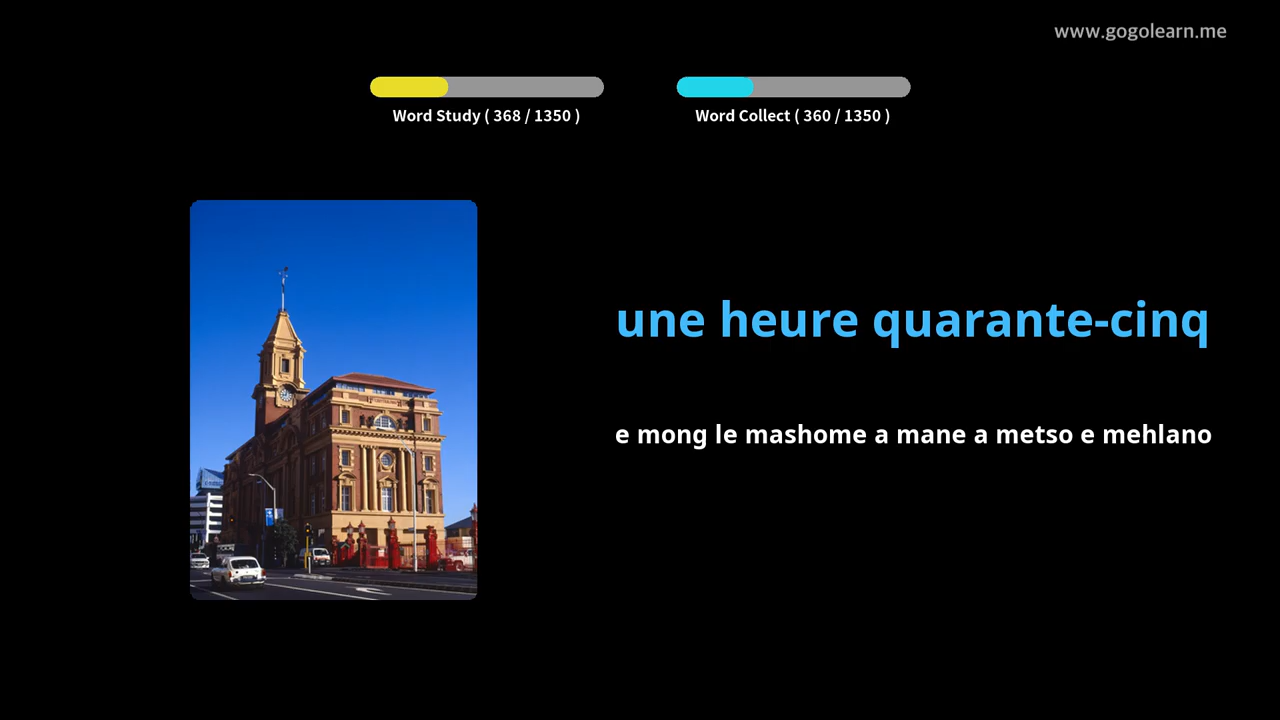 www.gogolearn.me
Word Study ( 368 / 1350 )
Word Collect ( 360 / 1350 )
une heure quarante-cinq
e mong le mashome a mane a metso e mehlano